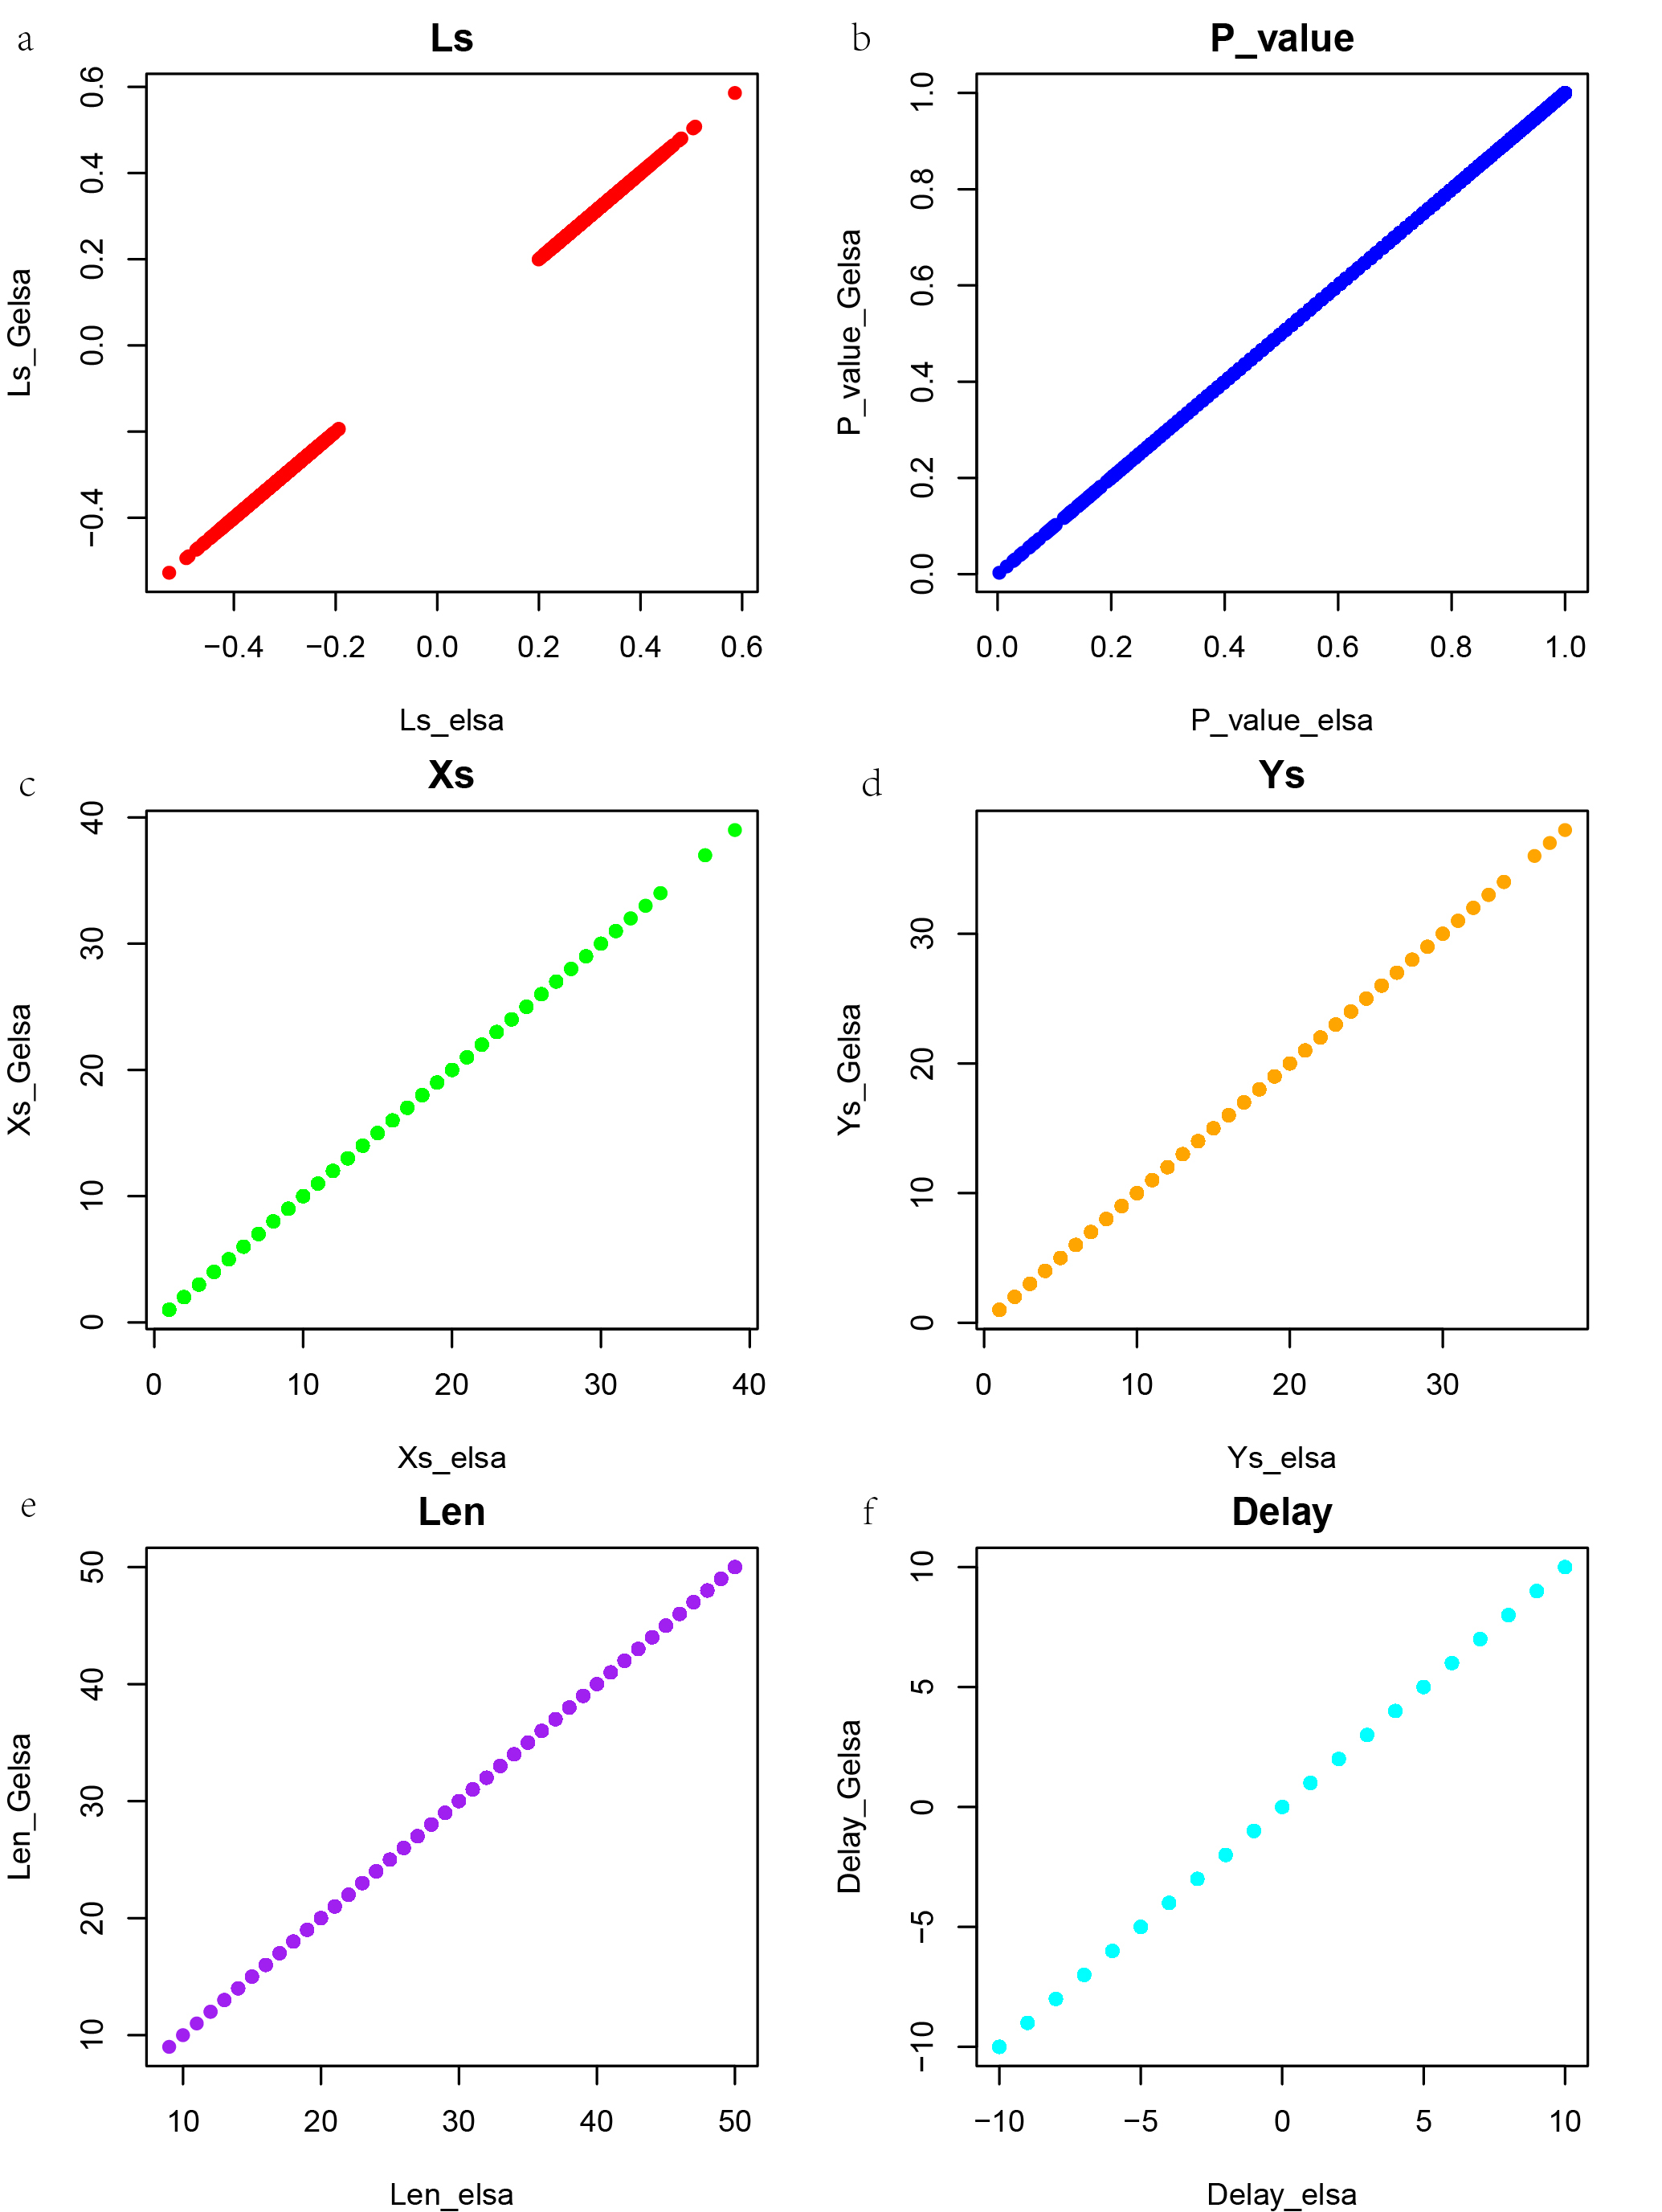 a
Ls
Ls_Gelsa
0.6
0.4
0.2
0.0
−0.4
−0.4 −0.2 0.0 0.2 0.4 0.6
Ls_elsa
b
P_value
P_value_Gelsa
1.0
0.8
0.6
0.4
0.2
0.0
0.0 0.2 0.4 0.6 0.8 1.0
P_value_elsa
c
Xs
Xs_Gelsa
40
30
20
10
0
0 10 20 30 40
Xs_elsa
d
Ys
Ys_Gelsa
30
20
10
0
0 10 20 30
Ys_elsa
e
Len
Len_Gelsa
50
40
30
20
10
10 20 30 40 50
Len_elsa
f
Delay
Delay_Gelsa
10
5
0
−5
−10
−10 −5 0 5 10
Delay_elsa